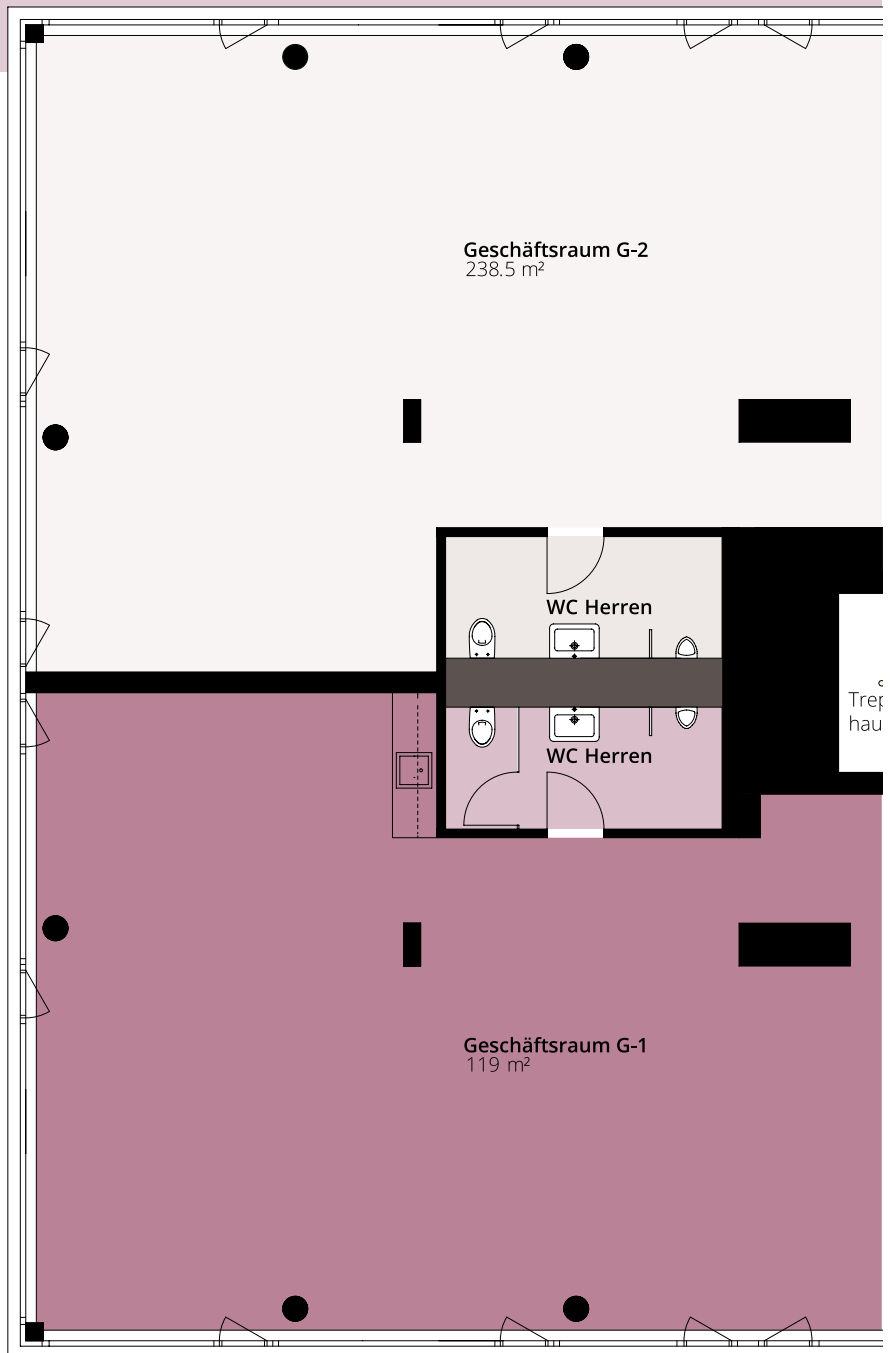 Geschäftsraum G-2
238.5 m²
WC Herren
WC Herren
Geschäftsraum G-1
119 m²